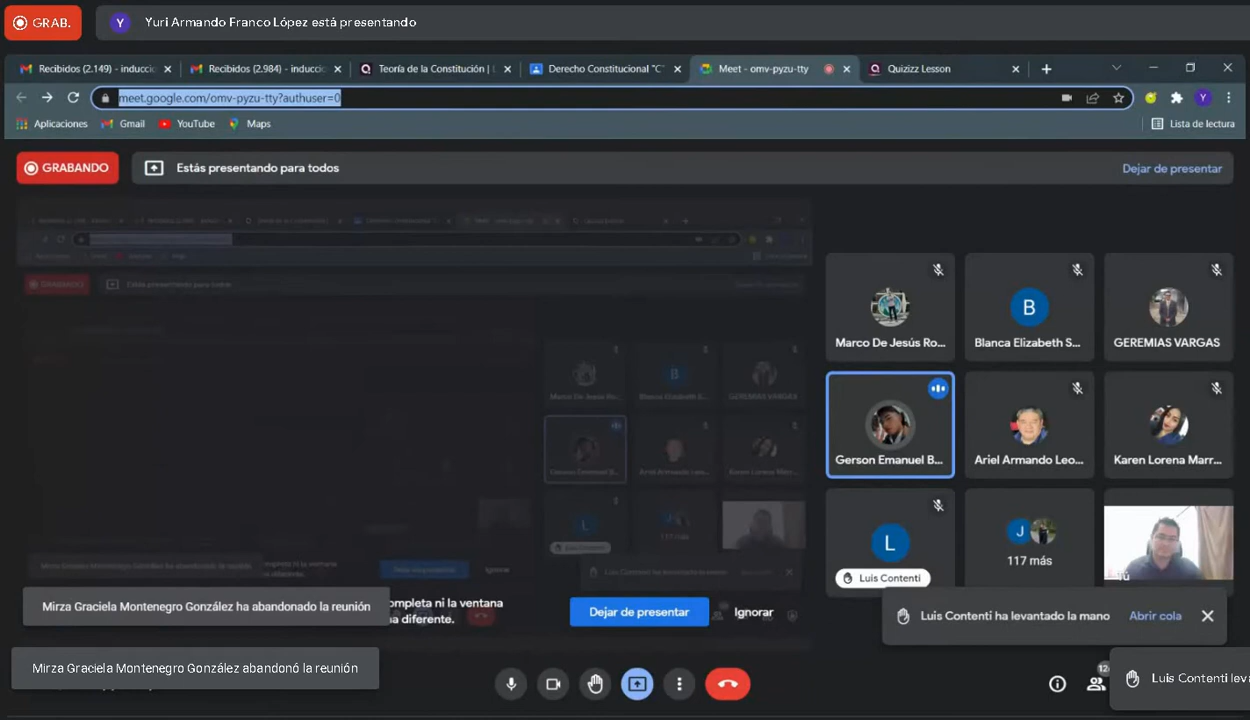 GRAB.
Y
Yuri Armando Franco López está presentando
Recibidos (2.149) - inducció
Recibidos (2.984) - inducció
Teoría de la Constitución |
Derecho Constitucional "C"
Meet - omv-pyzu-tty
Quizizz Lesson
meet.google.com/omv-pyzu-tty?authuser=0
Y
Aplicaciones
Gmail
YouTube
Maps
Lista de lectura
GRABANDO
Estás presentando para todos
Dejar de presentar
Marco De Jesús Ro...
B
Blanca Elizabeth S...
GEREMIAS VARGAS
Gerson Emanuel B...
Ariel Armando Leo...
Karen Lorena Marr...
L
Luis Contenti
J
117 más
Tú
Mirza Graciela Montenegro González ha abandonado la reunión
ompleta ni la ventana
a diferente.
Dejar de presentar
Ignorar
Luis Contenti ha levantado la mano
Abrir cola
Mirza Graciela Montenegro González abandonó la reunión
Luis Contenti leva